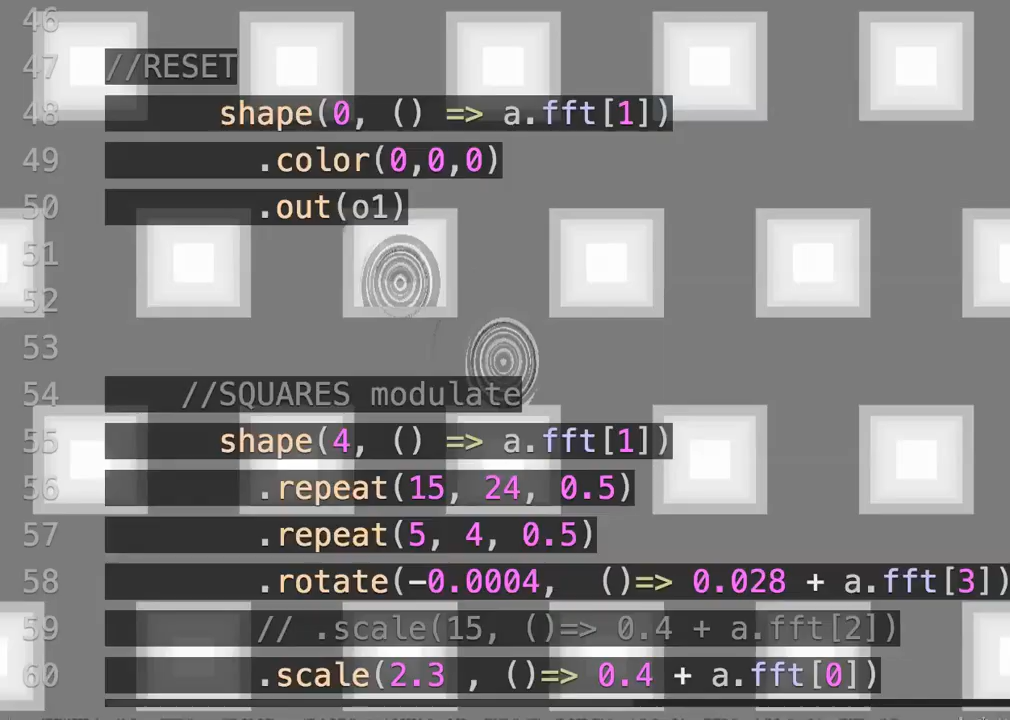 46
47 //RESET
48 shape(0, () => a.fft[1])
49 .color(0,0,0)
50 .out(o1)
51
52
53
54 //SQUARES modulate
55 shape(4, () => a.fft[1])
56 .repeat(15, 24, 0.5)
57 .repeat(5, 4, 0.5)
58 .rotate(-0.0004, ()=> 0.028 + a.fft[3])
59 // .scale(15, ()=> 0.4 + a.fft[2])
60 .scale(2.3 , ()=> 0.4 + a.fft[0])